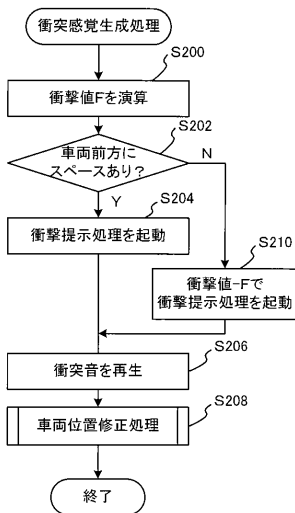 衝突感覚生成処理
S200
衝撃値Fを演算
S202
車両前方に
スペースあり?
N
Y
S204
衝撃提示処理を起動
S210
衝撃値-Fで
衝撃提示処理を起動
S206
衝突音を再生
S208
車両位置修正処理
終了